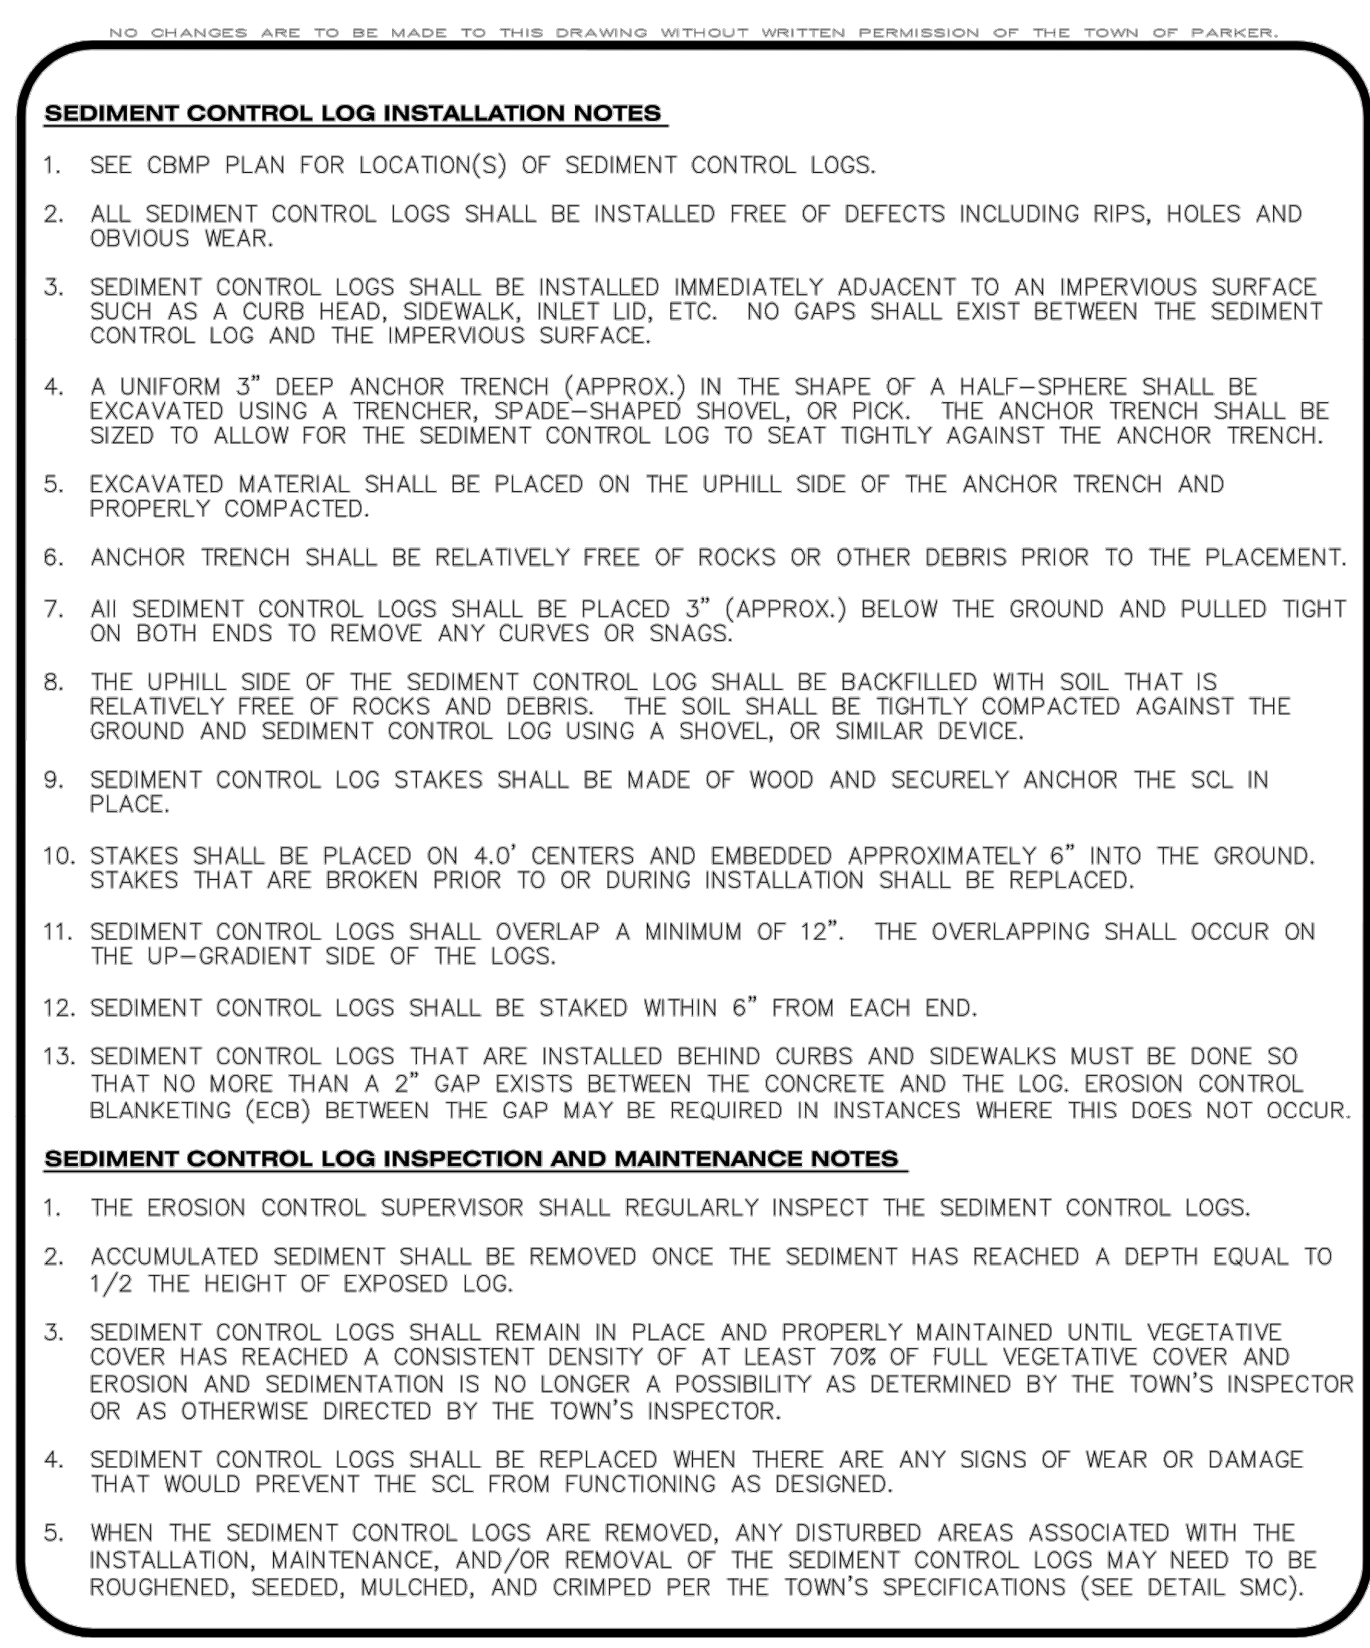 NO CHANGES ARE TO BE MADE TO THIS DRAWING WITHOUT WRITTEN PERMISSION OF THE TOWN OF PARKER.
SEDIMENT CONTROL LOG INSTALLATION NOTES
1. SEE CBMP PLAN FOR LOCATION(S) OF SEDIMENT CONTROL LOGS.
2. ALL SEDIMENT CONTROL LOGS SHALL BE INSTALLED FREE OF DEFECTS INCLUDING RIPS, HOLES AND
OBVIOUS WEAR.
3. SEDIMENT CONTROL LOGS SHALL BE INSTALLED IMMEDIATELY ADJACENT TO AN IMPERVIOUS SURFACE
SUCH AS A CURB HEAD, SIDEWALK, INLET LID, ETC. NO GAPS SHALL EXIST BETWEEN THE SEDIMENT
CONTROL LOG AND THE IMPERVIOUS SURFACE.
4. A UNIFORM 3" DEEP ANCHOR TRENCH (APPROX.) IN THE SHAPE OF A HALF–SPHERE SHALL BE
EXCAVATED USING A TRENCHER, SPADE–SHAPED SHOVEL, OR PICK. THE ANCHOR TRENCH SHALL BE
SIZED TO ALLOW FOR THE SEDIMENT CONTROL LOG TO SEAT TIGHTLY AGAINST THE ANCHOR TRENCH.
5. EXCAVATED MATERIAL SHALL BE PLACED ON THE UPHILL SIDE OF THE ANCHOR TRENCH AND
PROPERLY COMPACTED.
6. ANCHOR TRENCH SHALL BE RELATIVELY FREE OF ROCKS OR OTHER DEBRIS PRIOR TO THE PLACEMENT.
7. All SEDIMENT CONTROL LOGS SHALL BE PLACED 3" (APPROX.) BELOW THE GROUND AND PULLED TIGHT
ON BOTH ENDS TO REMOVE ANY CURVES OR SNAGS.
8. THE UPHILL SIDE OF THE SEDIMENT CONTROL LOG SHALL BE BACKFILLED WITH SOIL THAT IS
RELATIVELY FREE OF ROCKS AND DEBRIS. THE SOIL SHALL BE TIGHTLY COMPACTED AGAINST THE
GROUND AND SEDIMENT CONTROL LOG USING A SHOVEL, OR SIMILAR DEVICE.
9. SEDIMENT CONTROL LOG STAKES SHALL BE MADE OF WOOD AND SECURELY ANCHOR THE SCL IN
PLACE.
10. STAKES SHALL BE PLACED ON 4.0' CENTERS AND EMBEDDED APPROXIMATELY 6" INTO THE GROUND.
STAKES THAT ARE BROKEN PRIOR TO OR DURING INSTALLATION SHALL BE REPLACED.
11. SEDIMENT CONTROL LOGS SHALL OVERLAP A MINIMUM OF 12". THE OVERLAPPING SHALL OCCUR ON
THE UP–GRADIENT SIDE OF THE LOGS.
12. SEDIMENT CONTROL LOGS SHALL BE STAKED WITHIN 6" FROM EACH END.
13. SEDIMENT CONTROL LOGS THAT ARE INSTALLED BEHIND CURBS AND SIDEWALKS MUST BE DONE SO
THAT NO MORE THAN A 2" GAP EXISTS BETWEEN THE CONCRETE AND THE LOG. EROSION CONTROL
BLANKETING (ECB) BETWEEN THE GAP MAY BE REQUIRED IN INSTANCES WHERE THIS DOES NOT OCCUR.
SEDIMENT CONTROL LOG INSPECTION AND MAINTENANCE NOTES
1. THE EROSION CONTROL SUPERVISOR SHALL REGULARLY INSPECT THE SEDIMENT CONTROL LOGS.
2. ACCUMULATED SEDIMENT SHALL BE REMOVED ONCE THE SEDIMENT HAS REACHED A DEPTH EQUAL TO
1/2 THE HEIGHT OF EXPOSED LOG.
3. SEDIMENT CONTROL LOGS SHALL REMAIN IN PLACE AND PROPERLY MAINTAINED UNTIL VEGETATIVE
COVER HAS REACHED A CONSISTENT DENSITY OF AT LEAST 70% OF FULL VEGETATIVE COVER AND
EROSION AND SEDIMENTATION IS NO LONGER A POSSIBILITY AS DETERMINED BY THE TOWN'S INSPECTOR
OR AS OTHERWISE DIRECTED BY THE TOWN'S INSPECTOR.
4. SEDIMENT CONTROL LOGS SHALL BE REPLACED WHEN THERE ARE ANY SIGNS OF WEAR OR DAMAGE
THAT WOULD PREVENT THE SCL FROM FUNCTIONING AS DESIGNED.
5. WHEN THE SEDIMENT CONTROL LOGS ARE REMOVED, ANY DISTURBED AREAS ASSOCIATED WITH THE
INSTALLATION, MAINTENANCE, AND/OR REMOVAL OF THE SEDIMENT CONTROL LOGS MAY NEED TO BE
ROUGHENED, SEEDED, MULCHED, AND CRIMPED PER THE TOWN'S SPECIFICATIONS (SEE DETAIL SMC).